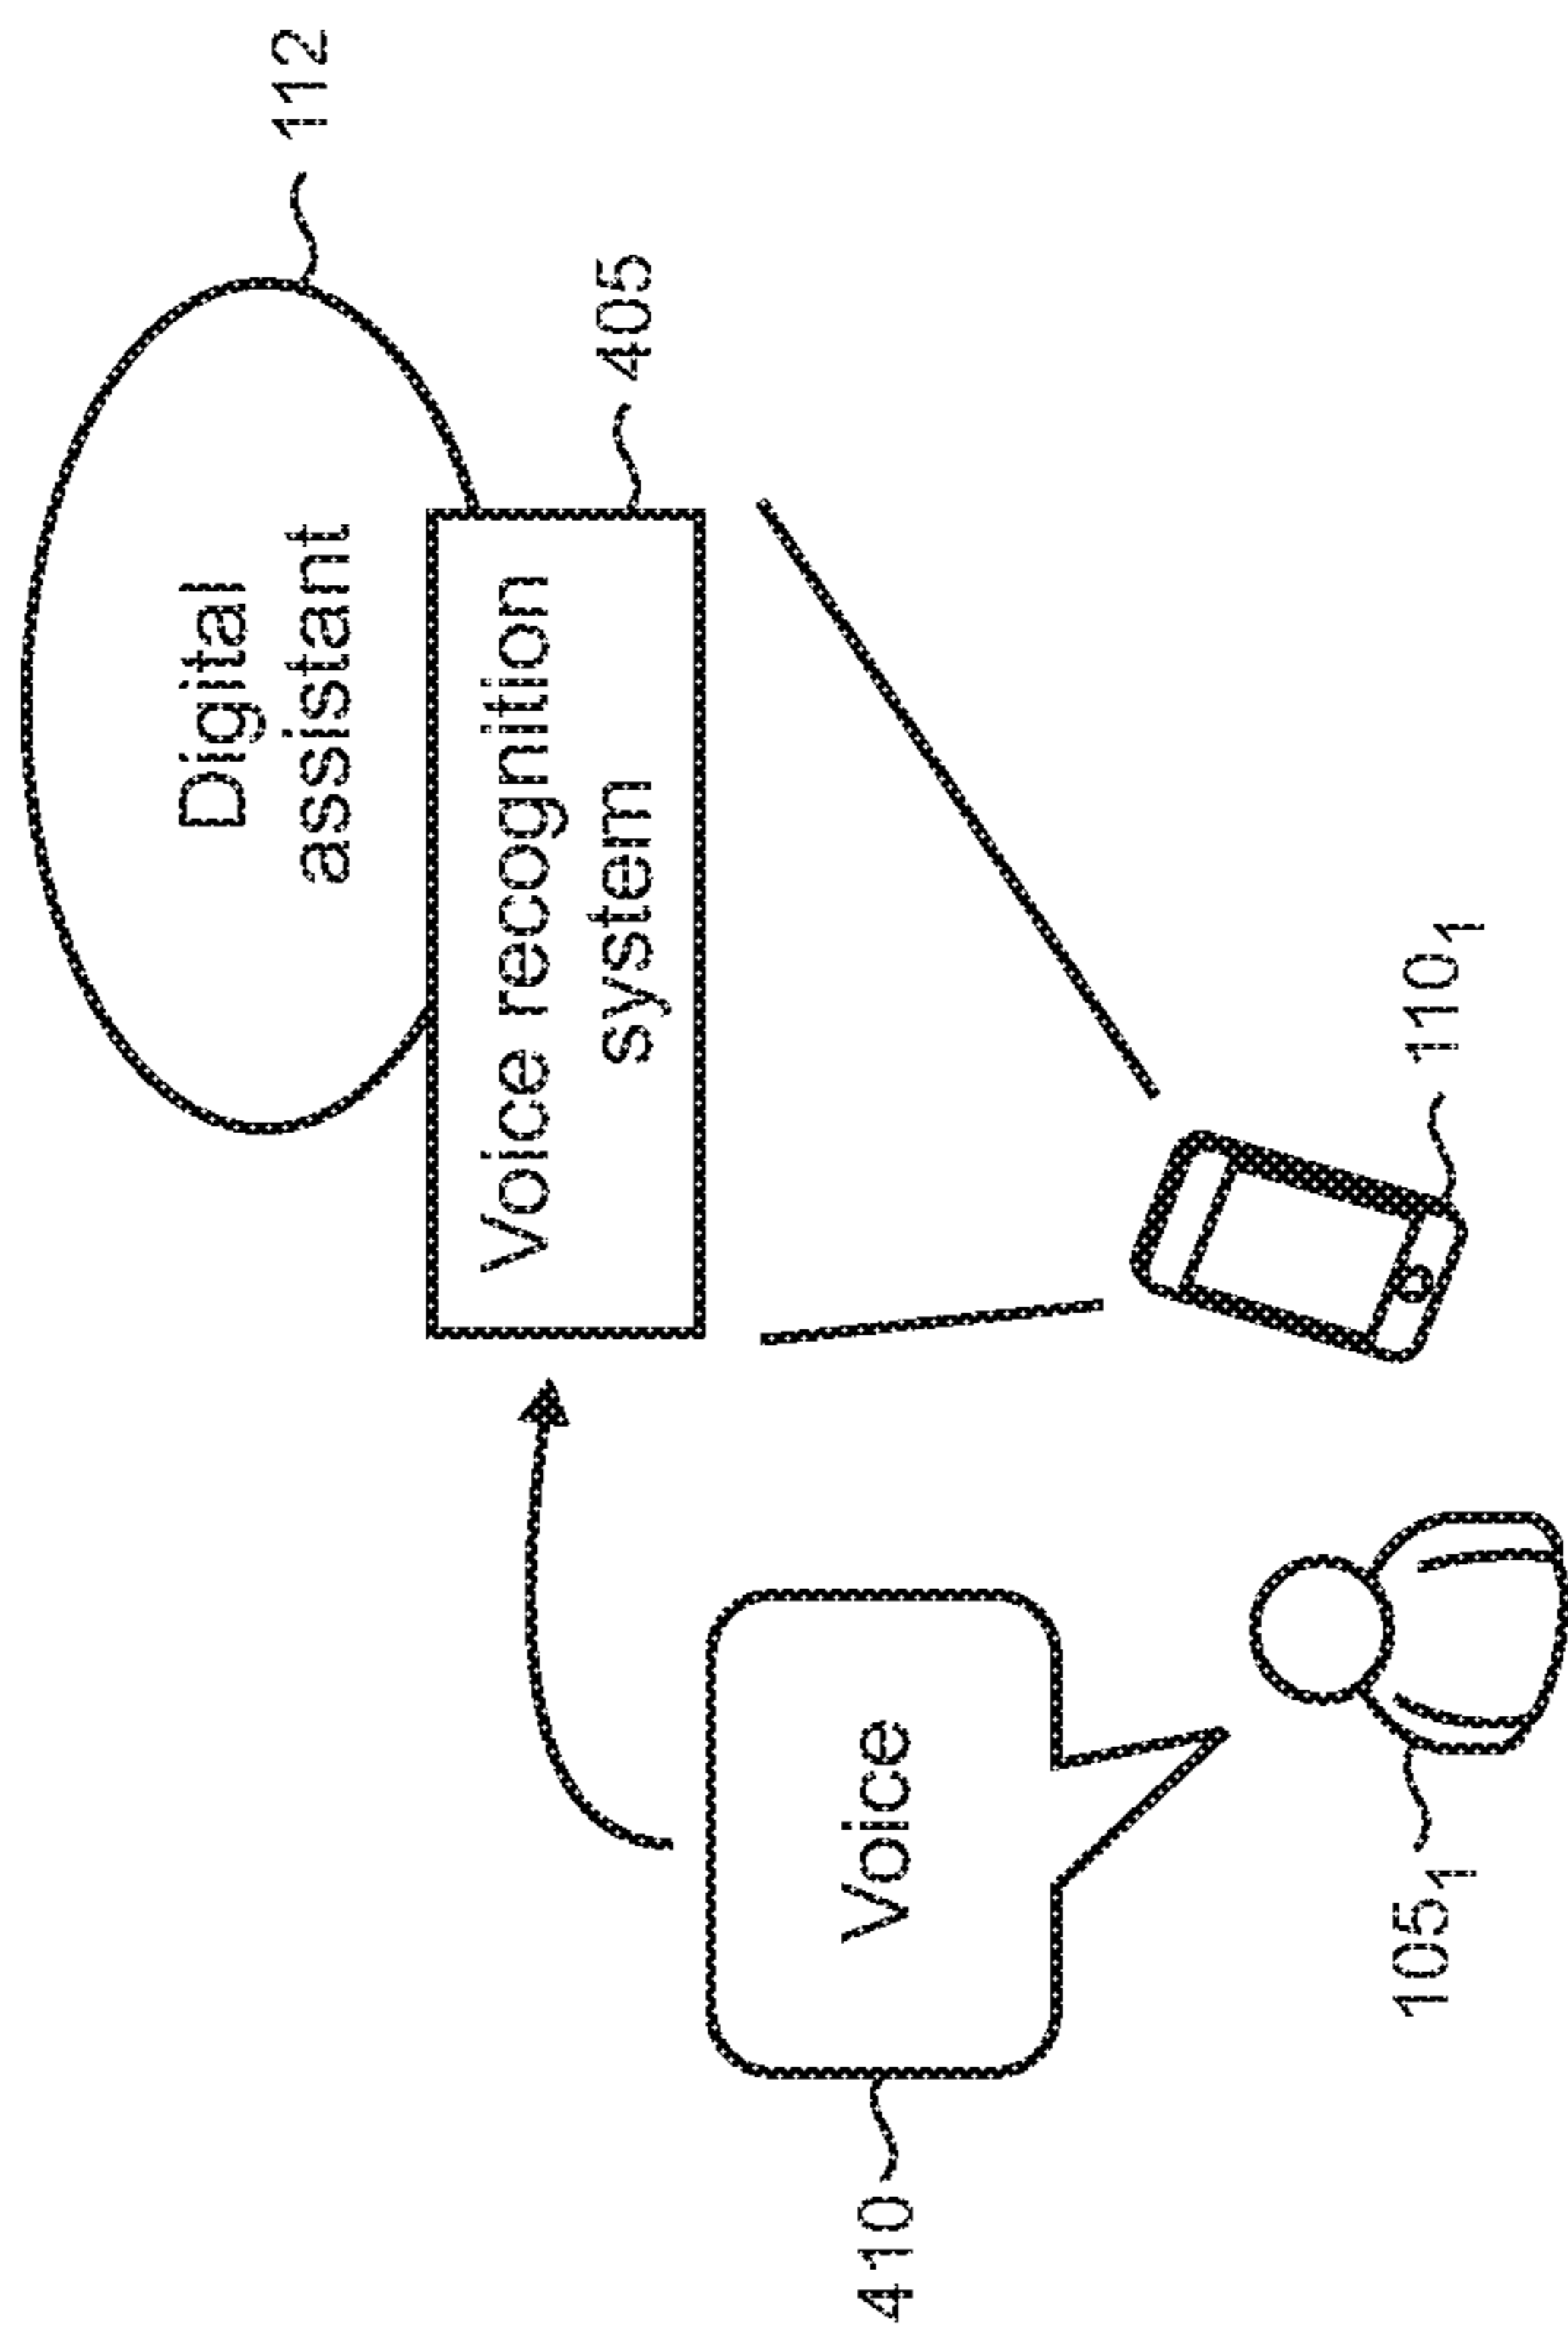 Digital
assistant
112
Voice recognition
system
405
Voice
410
105₁
110₁